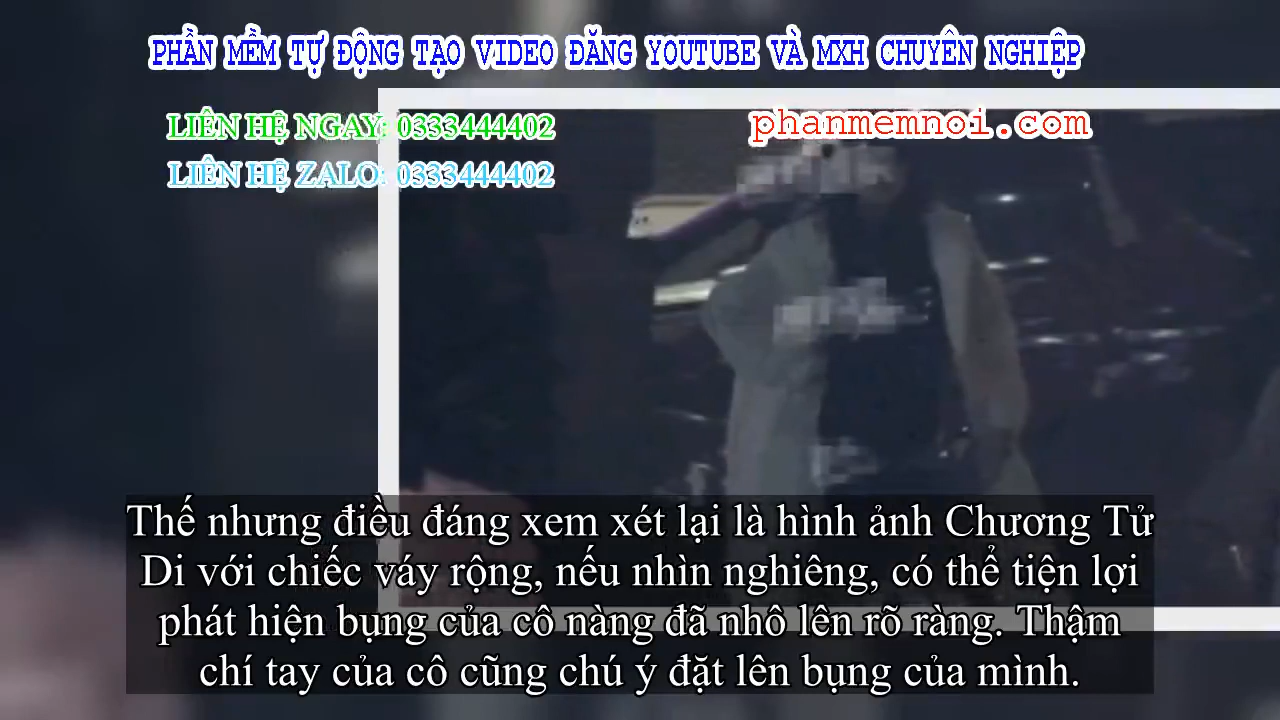 PHẦN MỀM TỰ ĐỘNG TẠO VIDEO ĐĂNG YOUTUBE VÀ MXH CHUYÊN NGHIỆP
LIÊN HỆ NGAY: 0333444402
phanmemnoi.com
LIÊN HỆ ZALO: 0333444402
Thế nhưng điều đáng xem xét lại là hình ảnh Chương Tử
Di với chiếc váy rộng, nếu nhìn nghiêng, có thể tiện lợi
phát hiện bụng của cô nàng đã nhô lên rõ ràng. Thậm
chí tay của cô cũng chú ý đặt lên bụng của mình.